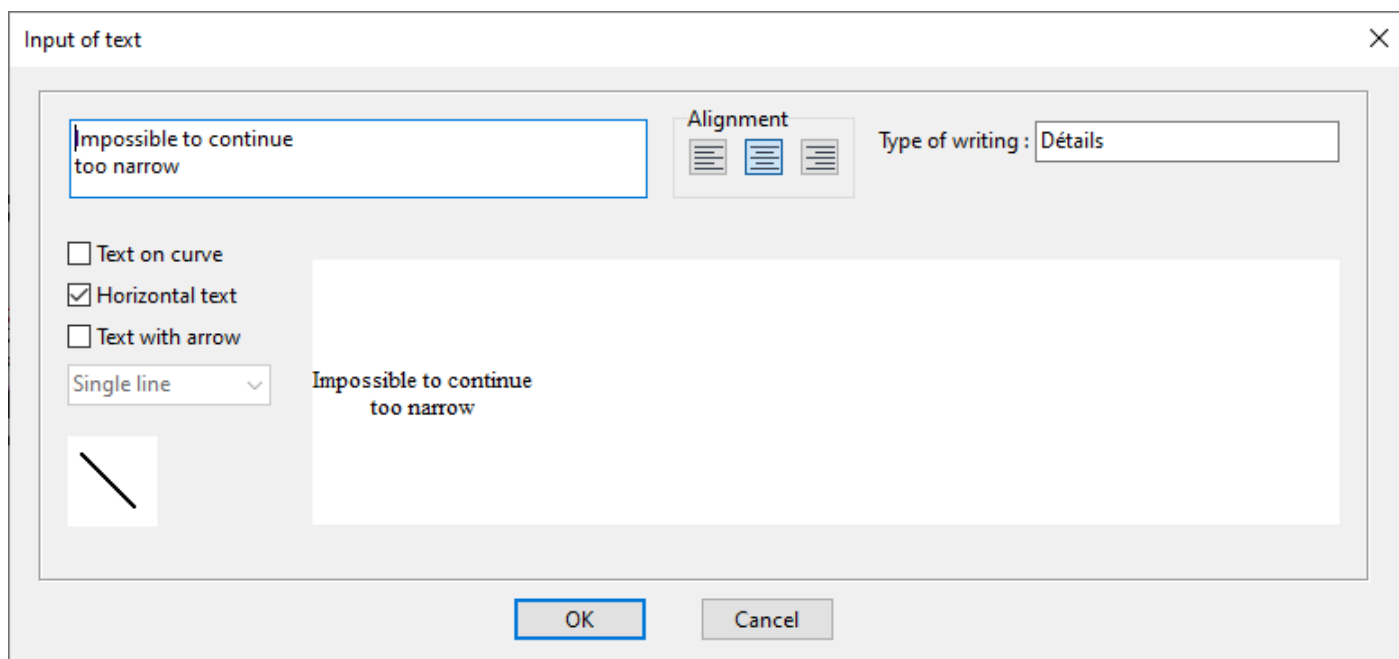 Input of text
Impossible to continue
too narrow
Alignment
Type of writing :
Détails
Text on curve
Horizontal text
Text with arrow
Single line
Impossible to continue
too narrow
OK
Cancel